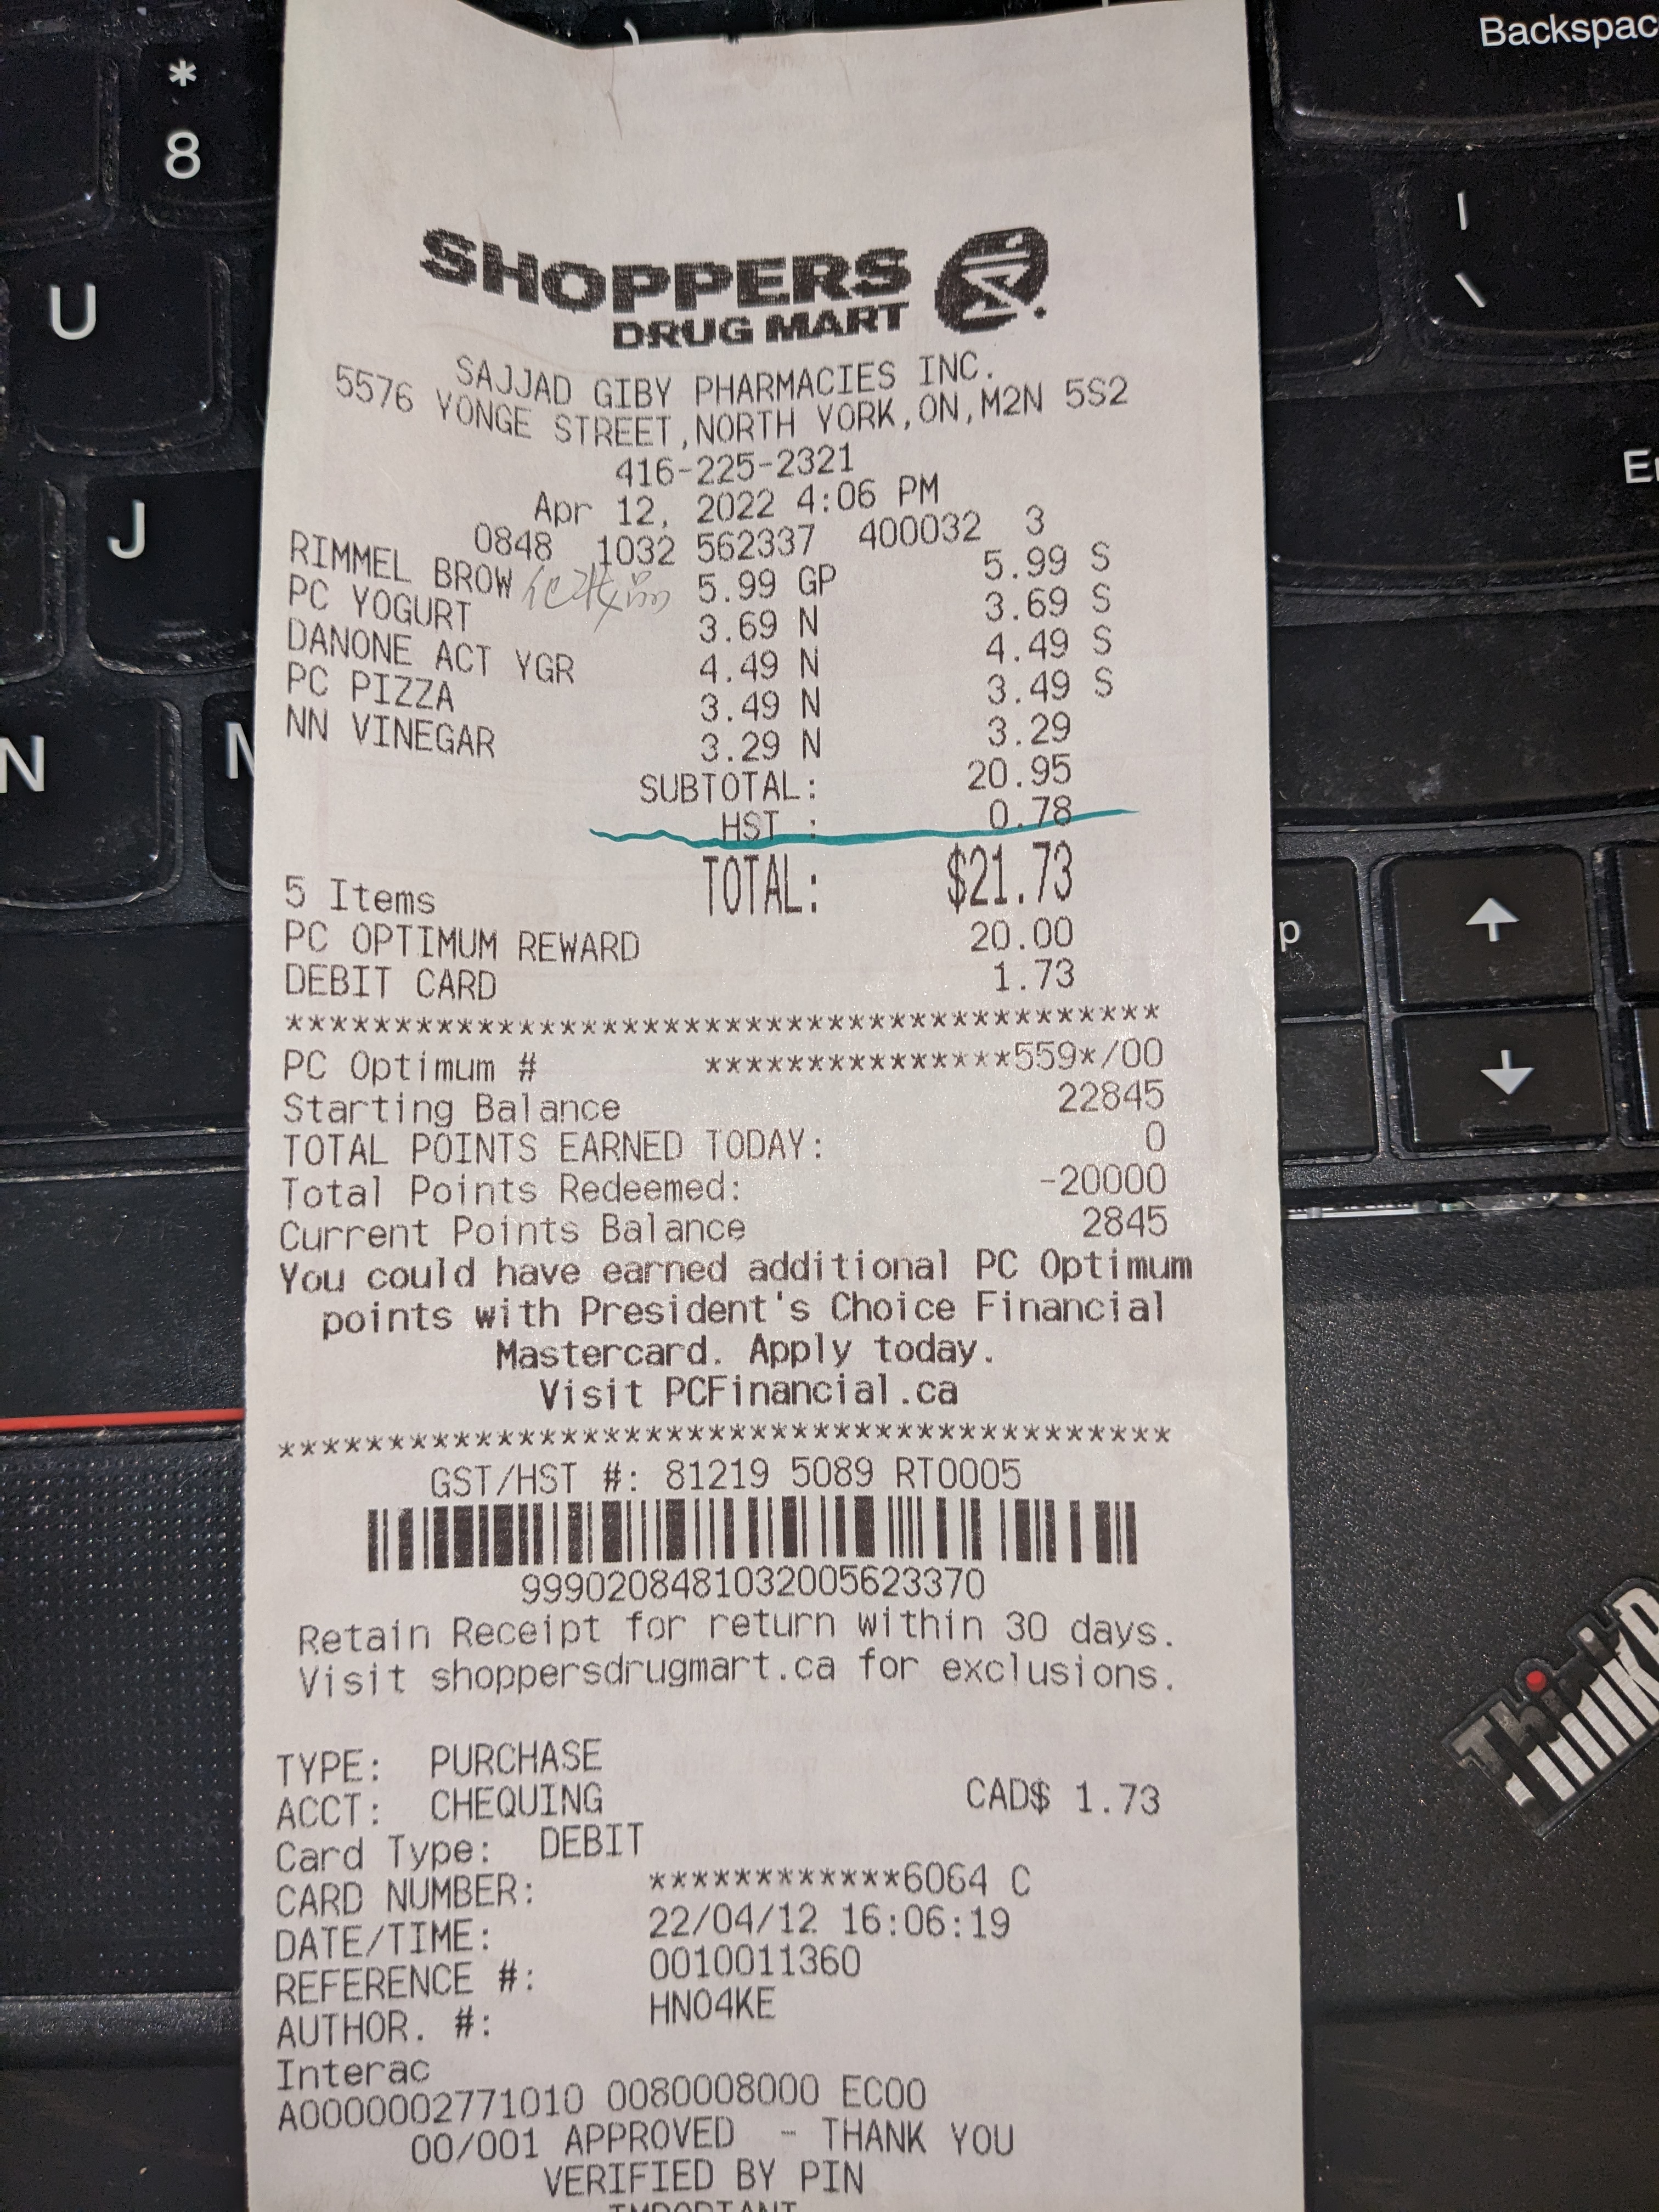 *
8
U
J
N
M
Backspac
|
\
En
p
SHOPPERS
DRUG MART
SAJJAD GIBY PHARMACIES INC.
5576 YONGE STREET,NORTH YORK,ON,M2N 5S2
416-225-2321
Apr 12, 2022 4:06 PM
0848 1032 562337 400032 3
RIMMEL BROW 化妆品 5.99 GP 5.99 S
PC YOGURT 3.69 N 3.69 S
DANONE ACT YGR 4.49 N 4.49 S
PC PIZZA 3.49 N 3.49 S
NN VINEGAR 3.29 N 3.29
SUBTOTAL: 20.95
HST : 0.78
TOTAL: $21.73
5 Items
PC OPTIMUM REWARD 20.00
DEBIT CARD 1.73
*****************************************
PC Optimum # **************559*/00
Starting Balance 22845
TOTAL POINTS EARNED TODAY: 0
Total Points Redeemed: -20000
Current Points Balance 2845
You could have earned additional PC Optimum
points with President's Choice Financial
Mastercard. Apply today.
Visit PCFinancial.ca
*****************************************
GST/HST #: 81219 5089 RT0005
9990208481032005623370
Retain Receipt for return within 30 days.
Visit shoppersdrugmart.ca for exclusions.
TYPE: PURCHASE
ACCT: CHEQUING CAD$ 1.73
Card Type: DEBIT
CARD NUMBER: ************6064 C
DATE/TIME: 22/04/12 16:06:19
REFERENCE #: 0010011360
AUTHOR. #: HNO4KE
Interac
A0000002771010 0080008000 EC00
00/001 APPROVED - THANK YOU
VERIFIED BY PIN
IMPORTANT
ThinkP